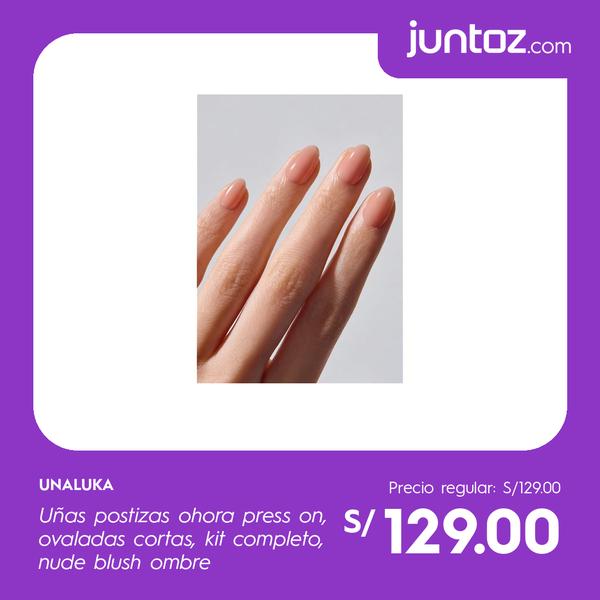 juntoz.com
UNALUKA
Uñas postizas ohora press on,
ovaladas cortas, kit completo,
nude blush ombre
Precio regular: S/129.00
S/129.00